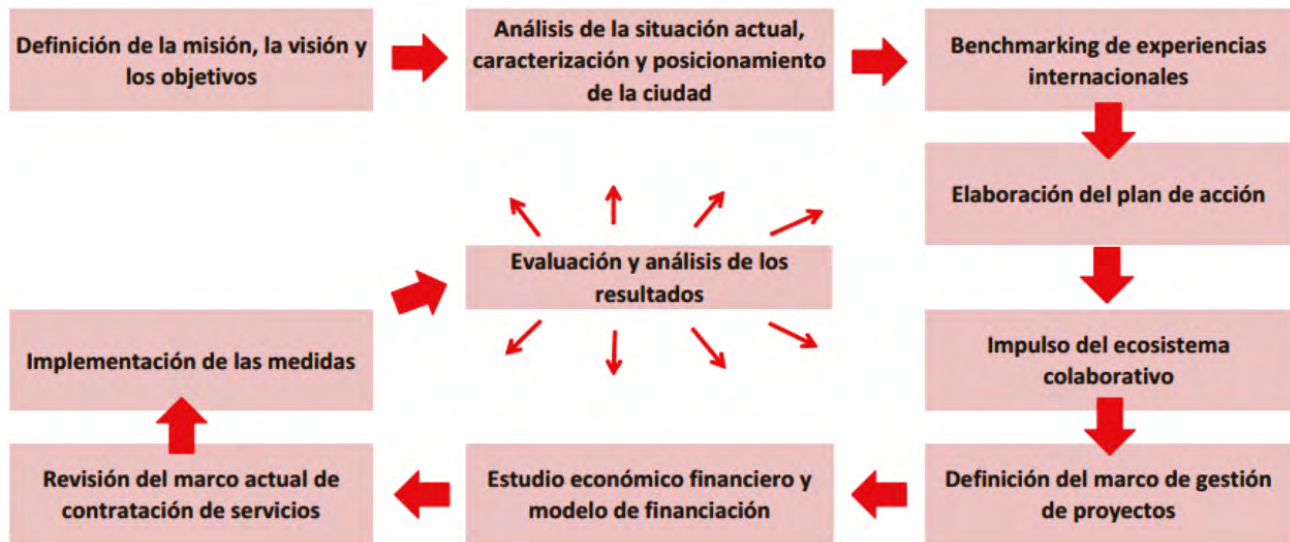 Definición de la misión, la visión y
los objetivos
Análisis de la situación actual,
caracterización y posicionamiento
de la ciudad
Benchmarking de experiencias
internacionales
Elaboración del plan de acción
Impulso del ecosistema
colaborativo
Definición del marco de gestión
de proyectos
Estudio económico financiero y
modelo de financiación
Revisión del marco actual de
contratación de servicios
Implementación de las medidas
Evaluación y análisis de los
resultados